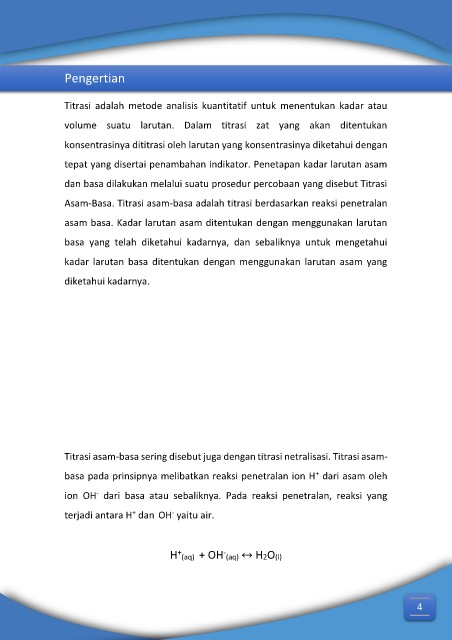 Pengertian
Titrasi adalah metode analisis kuantitatif untuk menentukan kadar atau
volume suatu larutan. Dalam titrasi zat yang akan ditentukan
konsentrasinya dititrasi oleh larutan yang konsentrasinya diketahui dengan
tepat yang disertai penambahan indikator. Penetapan kadar larutan asam
dan basa dilakukan melalui suatu prosedur percobaan yang disebut Titrasi
Asam-Basa. Titrasi asam-basa adalah titrasi berdasarkan reaksi penetralan
asam basa. Kadar larutan asam ditentukan dengan menggunakan larutan
basa yang telah diketahui kadarnya, dan sebaliknya untuk mengetahui
kadar larutan basa ditentukan dengan menggunakan larutan asam yang
diketahui kadarnya.
Titrasi asam-basa sering disebut juga dengan titrasi netralisasi. Titrasi asam-
basa pada prinsipnya melibatkan reaksi penetralan ion H⁺ dari asam oleh
ion OH⁻ dari basa atau sebaliknya. Pada reaksi penetralan, reaksi yang
terjadi antara H⁺ dan OH⁻ yaitu air.
H⁺(aq) + OH⁻(aq) ↔ H₂O(l)
4